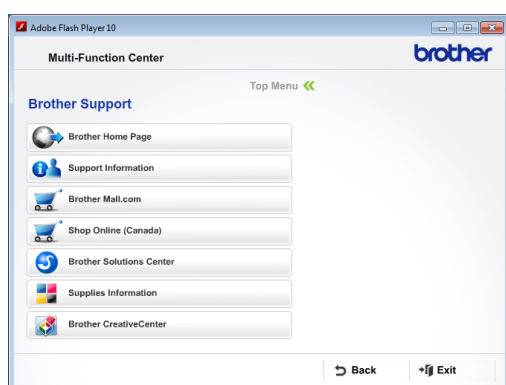 Adobe Flash Player 10
Multi-Function Center
brother
Top Menu
Brother Support
Brother Home Page
Support Information
Brother Mall.com
Shop Online (Canada)
Brother Solutions Center
Supplies Information
Brother CreativeCenter
Back
Exit